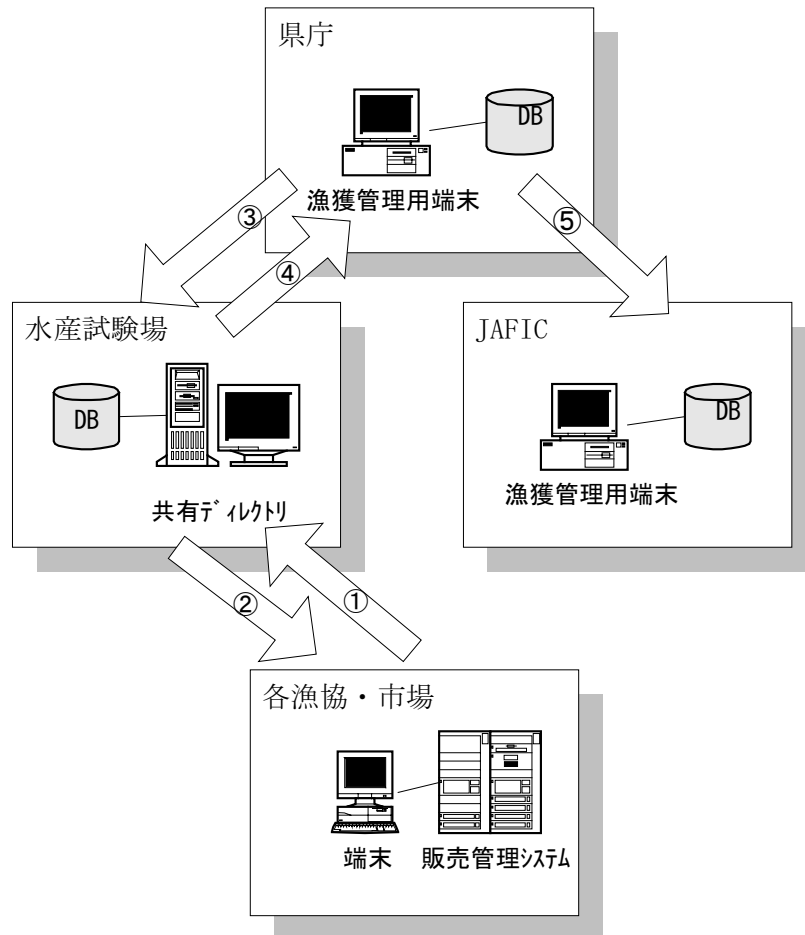 県庁
DB
漁獲管理用端末
③
④
⑤
水産試験場
DB
共有ﾃﾞｨﾚｸﾄﾘ
JAFIC
DB
漁獲管理用端末
②
①
各漁協・市場
端末
販売管理ｼｽﾃﾑ